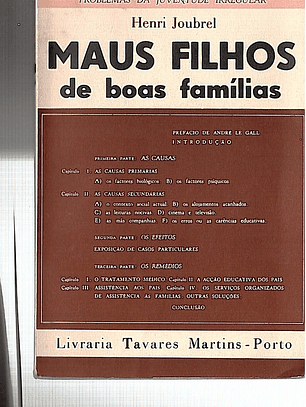 PROBLEMAS DA JUVENTUDE IRREGULAR
Henri Joubrel
MAUS FILHOS
de boas famílias
PREFÁCIO DE ANDRÉ LE GALL
INTRODUÇÃO
PRIMEIRA PARTE AS CAUSAS
Capítulo I AS CAUSAS PRIMÁRIAS
A) os factores biológicos B) os factores psíquicos
Capítulo II AS CAUSAS SECUNDÁRIAS
A) o contexto social actual B) os alojamentos acanhados
C) as leituras nocivas D) cinema e televisão
E) as más companhias F) os erros ou as carências educativas
SEGUNDA PARTE OS EFEITOS
EXPOSIÇÃO DE CASOS PARTICULARES
TERCEIRA PARTE OS REMÉDIOS
Capítulo I O TRATAMENTO MÉDICO Capítulo II A ACÇÃO EDUCATIVA DOS PAIS
Capítulo III ASSISTÊNCIA AOS PAIS Capítulo IV OS SERVIÇOS ORGANIZADOS
DE ASSISTÊNCIA ÀS FAMÍLIAS OUTRAS SOLUÇÕES
CONCLUSÃO
Livraria Tavares Martins - Porto